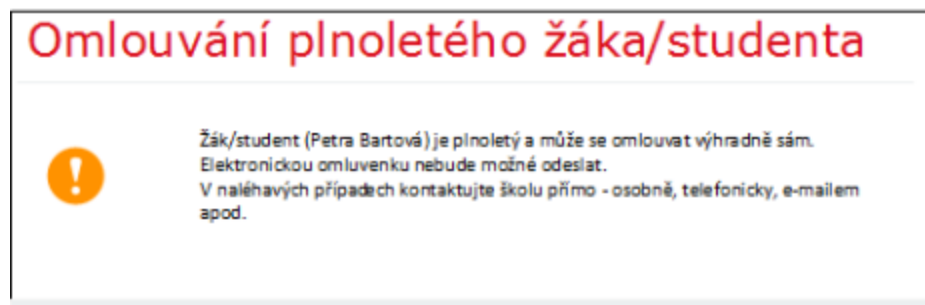 Omlouvání plnoletého žáka/studenta
Žák/student (Petra Bartová) je plnoletý a může se omlouvat výhradně sám.
Elektronickou omluvenku nebude možné odeslat.
V naléhavých případech kontaktujte školu přímo - osobně, telefonicky, e-mailem
apod.